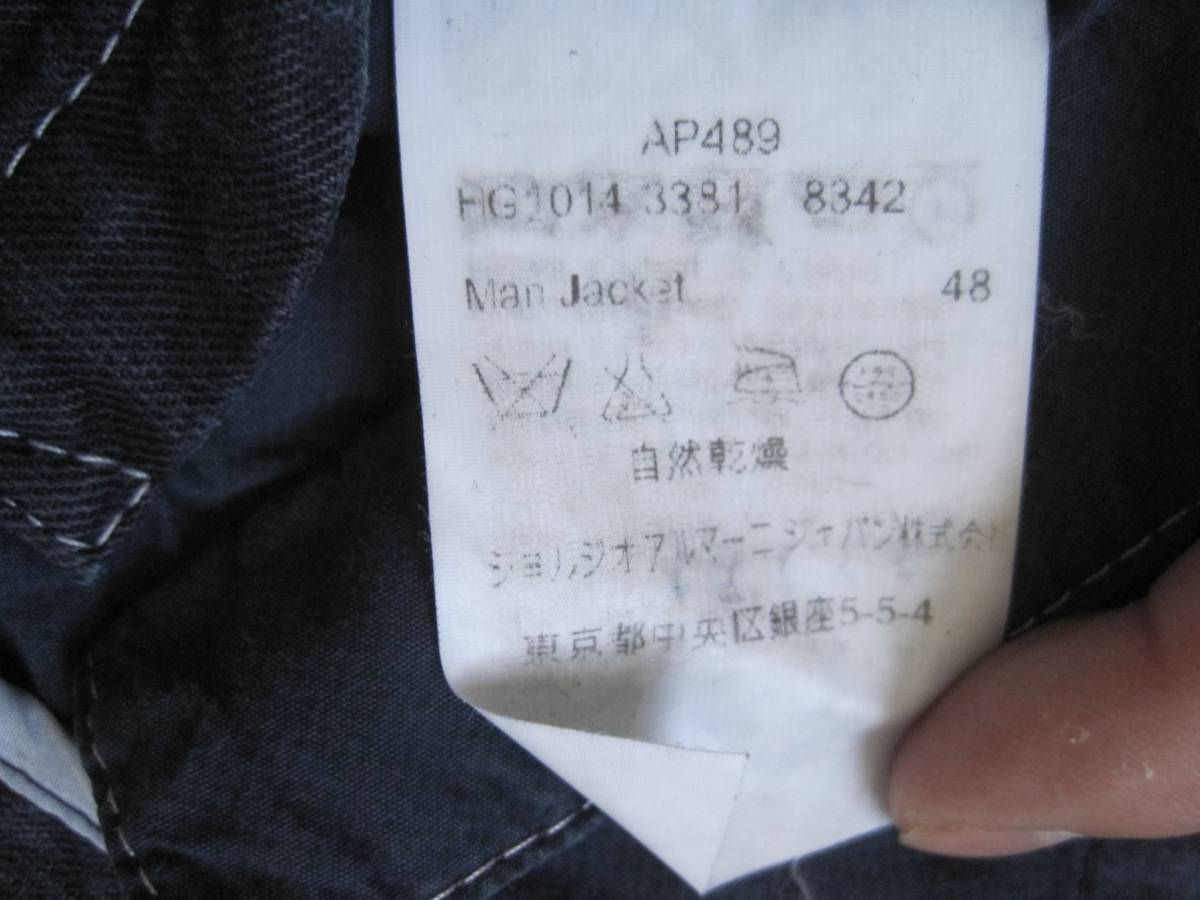 AP489
HG1014 3381 8342
Man Jacket 48
自然乾燥
ジョルジオアルマーニジャパン株式会
東京都中央区銀座5-5-4